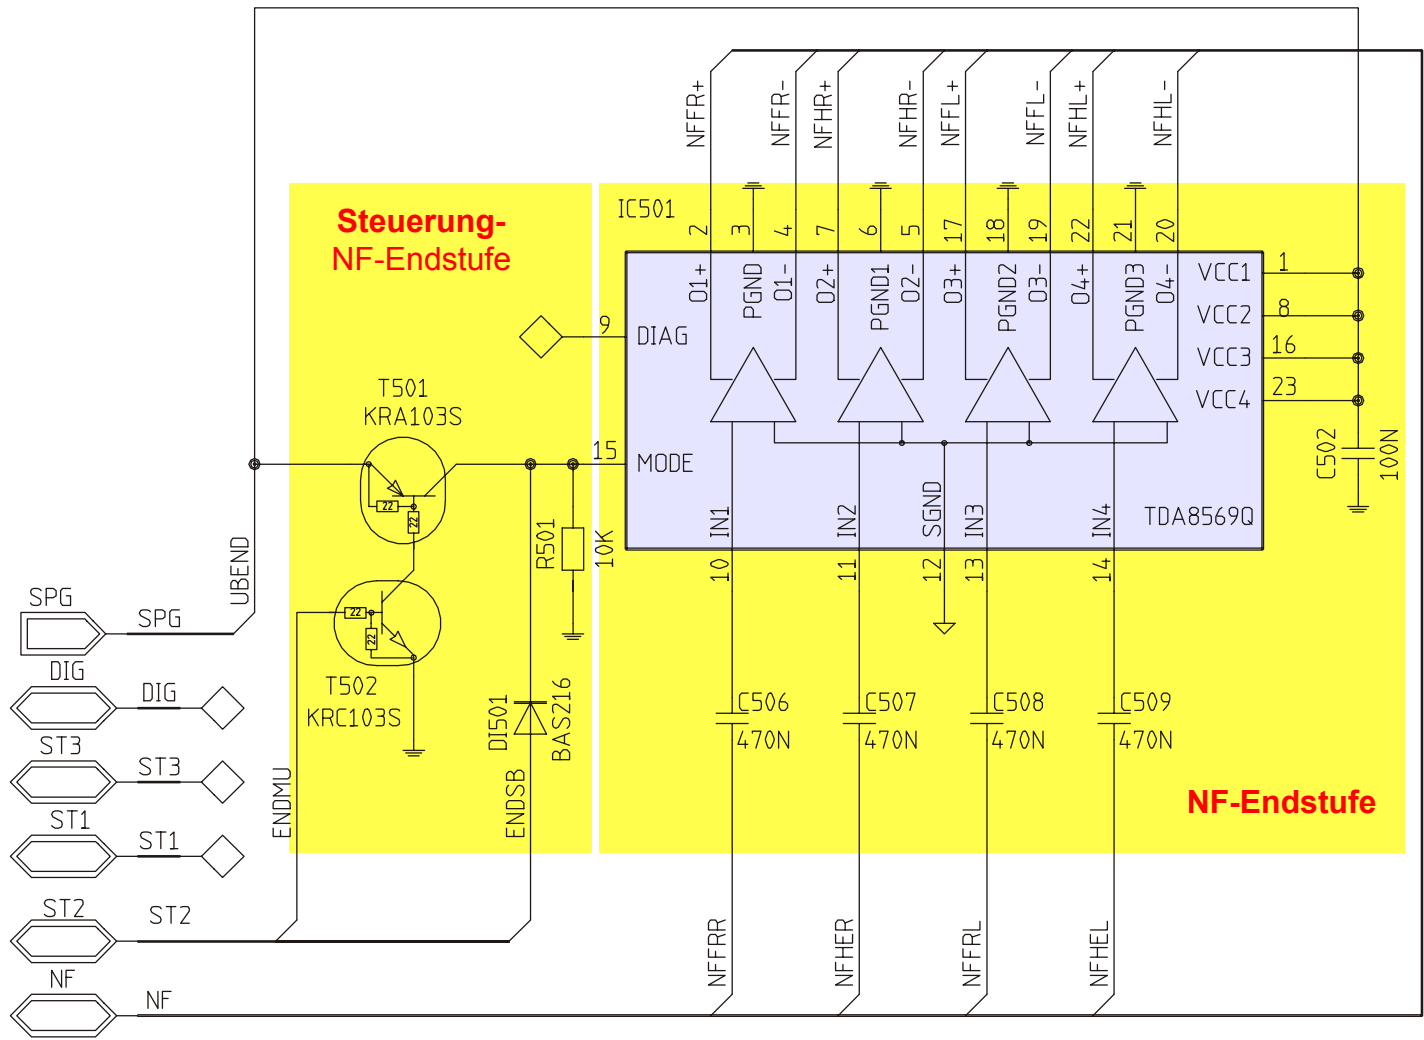 NFFR+
NFFR-
NFHR+
NFHR-
NFFL+
NFFL-
NFHL+
NFHL-
Steuerung-
NF-Endstufe
IC501
2
3
4
7
6
5
17
18
19
22
21
20
O1+
PGND
O1-
O2+
PGND1
O2-
O3+
PGND2
O3-
O4+
PGND3
O4-
VCC1
1
VCC2
8
VCC3
16
VCC4
23
9
DIAG
T501
KRA103S
15
MODE
C502
100N
22
22
R501
10K
IN1
IN2
SGND
IN3
IN4
TDA8569Q
10
11
12
13
14
UBEND
SPG
SPG
22
22
DIG
DIG
T502
KRC103S
DI501
BAS216
C506
470N
C507
470N
C508
470N
C509
470N
ST3
ST3
ENDMU
ENDSB
NF-Endstufe
ST1
ST1
ST2
ST2
NFFRR
NFHER
NFFRL
NFHEL
NF
NF